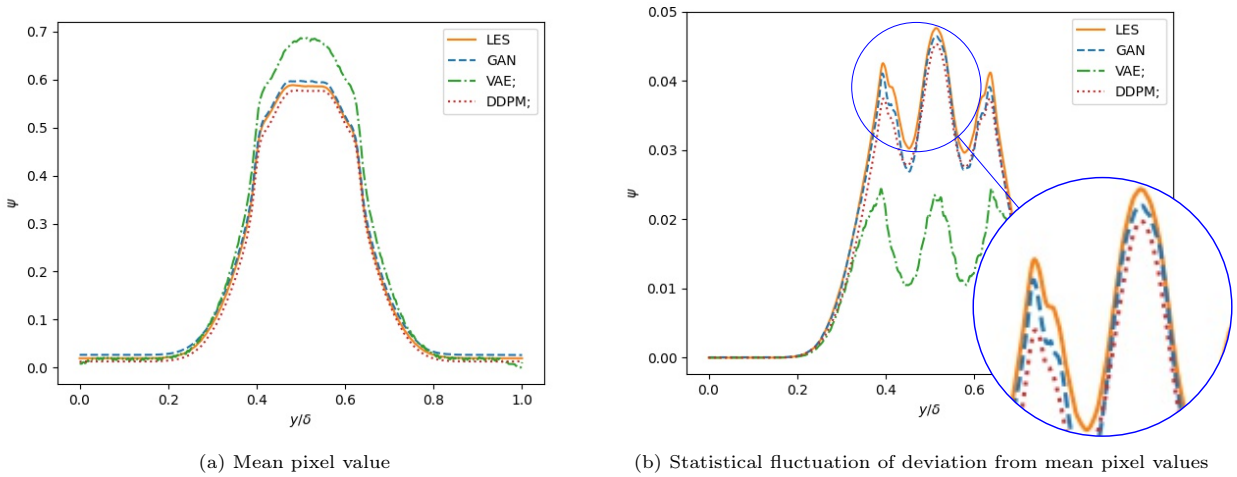 0.7
0.6
0.5
0.4
0.3
0.2
0.1
0.0
ψ
0.0 0.2 0.4 0.6 0.8 1.0
y/δ
LES
GAN
VAE;
DDPM;
(a) Mean pixel value
0.05
0.04
0.03
0.02
0.01
0.00
ψ
0.0 0.2 0.4 0.6
y/δ
LES
GAN
VAE;
DDPM;
(b) Statistical fluctuation of deviation from mean pixel values